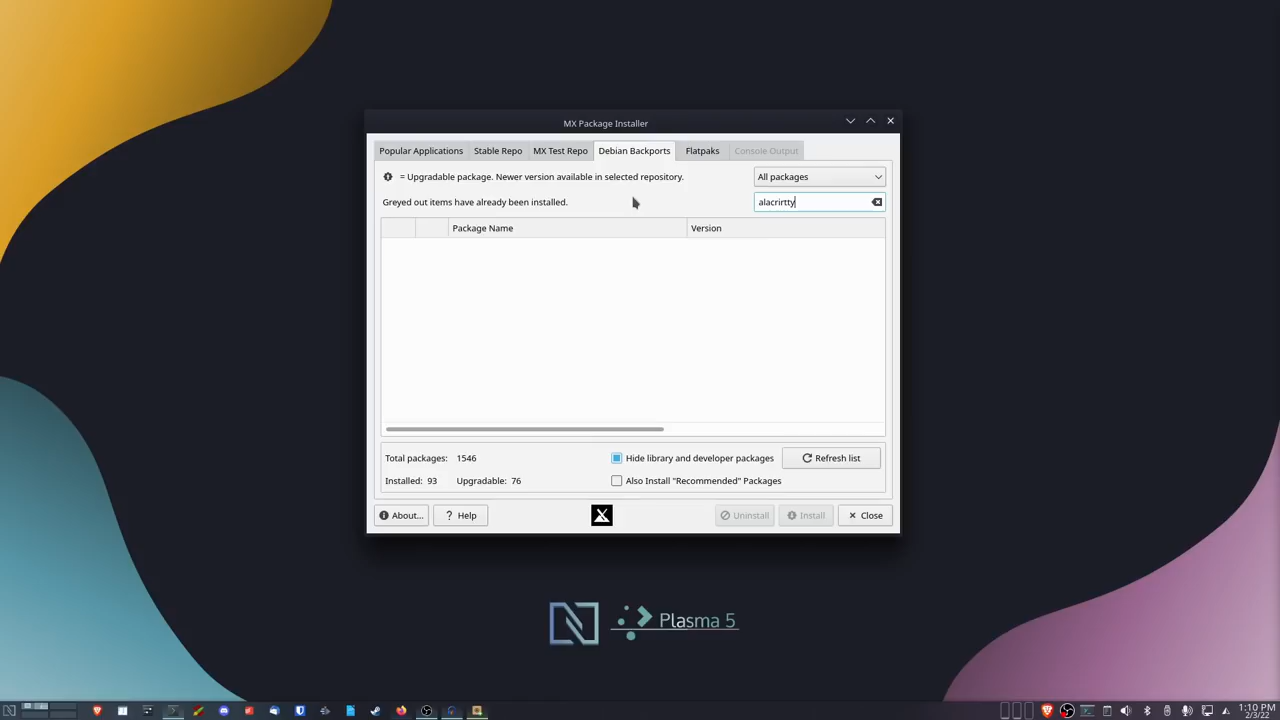 MX Package Installer
Popular Applications
Stable Repo
MX Test Repo
Debian Backports
Flatpaks
Console Output
= Upgradable package. Newer version available in selected repository.
All packages
Greyed out items have already been installed.
alacrirtty
Package Name
Version
Total packages: 1546
Hide library and developer packages
Refresh list
Installed: 93
Upgradable: 76
Also Install "Recommended" Packages
About...
? Help
Uninstall
Install
Close
Plasma 5
1:10 PM
2/3/22